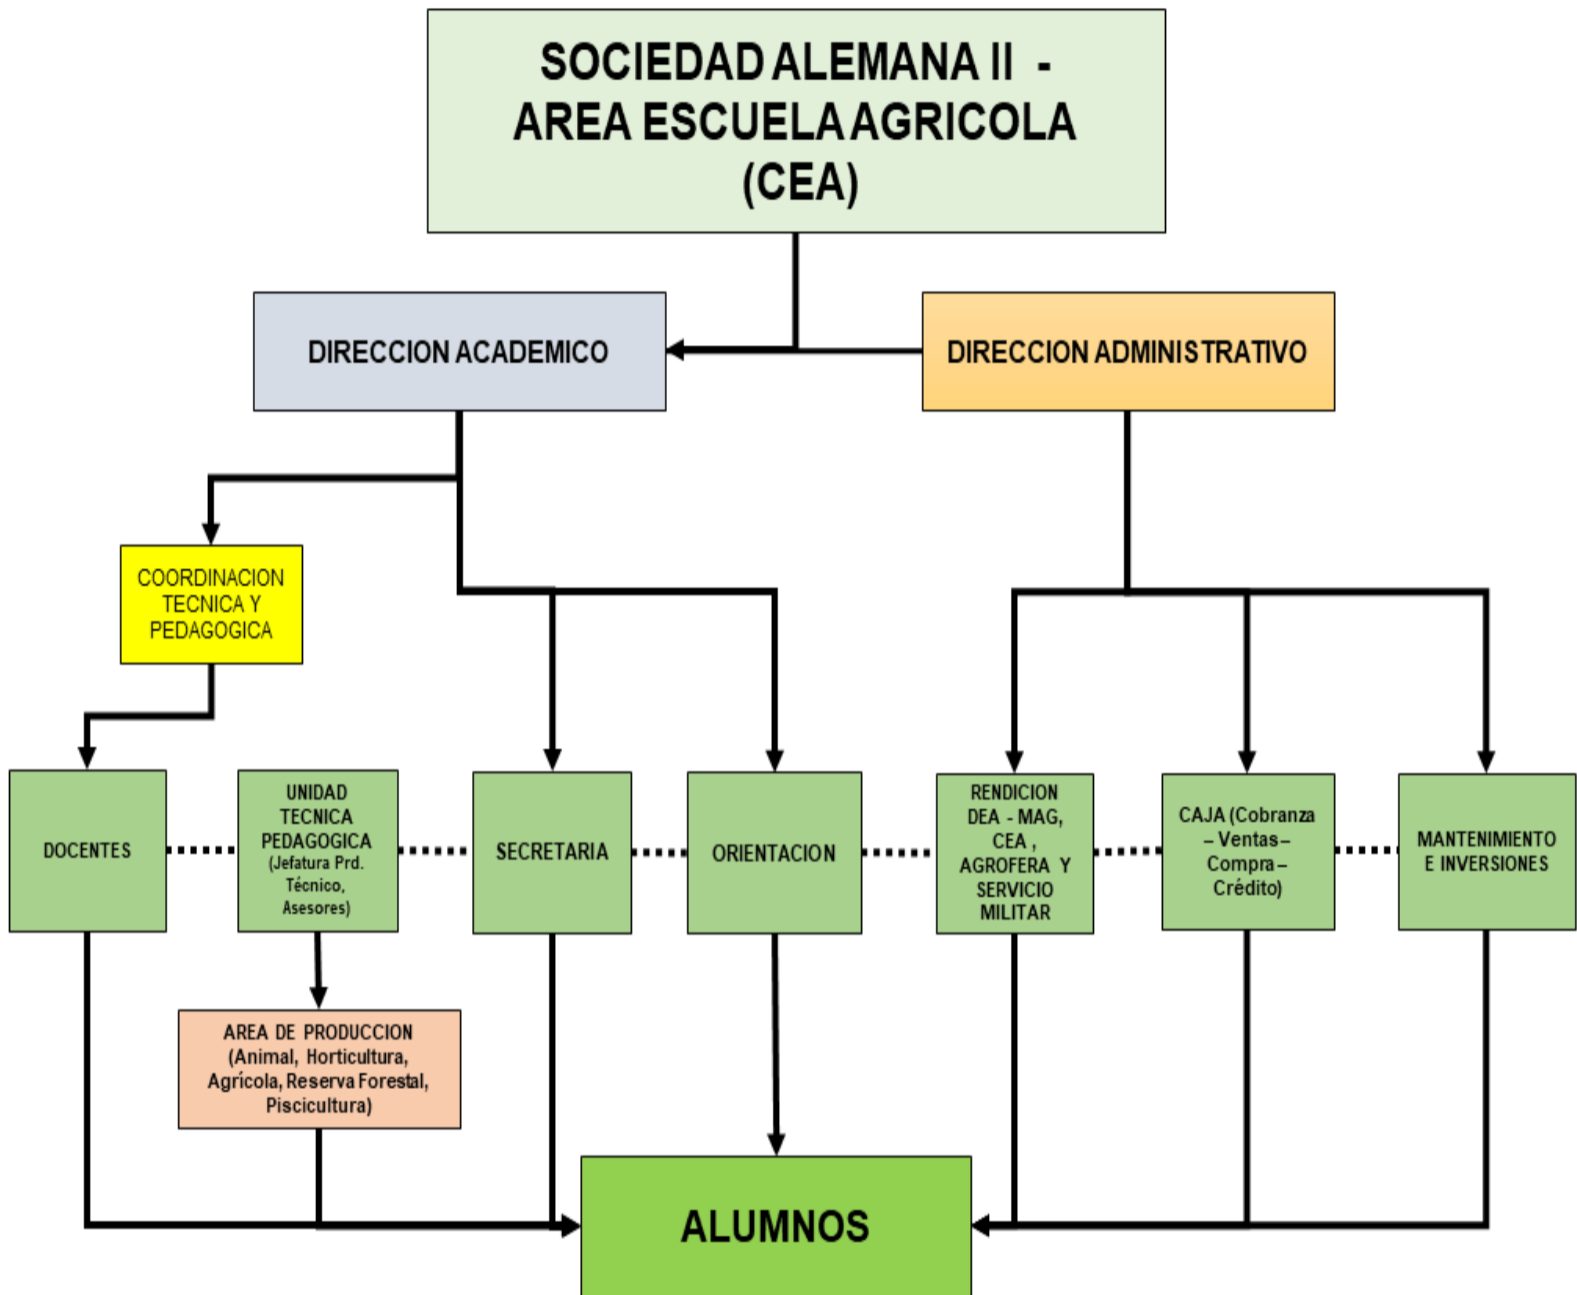 SOCIEDAD ALEMANA II -
AREA ESCUELA AGRICOLA
(CEA)
DIRECCION ACADEMICO
DIRECCION ADMINISTRATIVO
COORDINACION
TECNICA Y
PEDAGOGICA
DOCENTES
UNIDAD
TECNICA
PEDAGOGICA
(Jefatura Prd.
Técnico,
Asesores)
SECRETARIA
ORIENTACION
RENDICION
DEA - MAG,
CEA ,
AGROFERA Y
SERVICIO
MILITAR
CAJA (Cobranza
– Ventas –
Compra –
Crédito)
MANTENIMIENTO
E INVERSIONES
AREA DE PRODUCCION
(Animal, Horticultura,
Agrícola, Reserva Forestal,
Piscicultura)
ALUMNOS